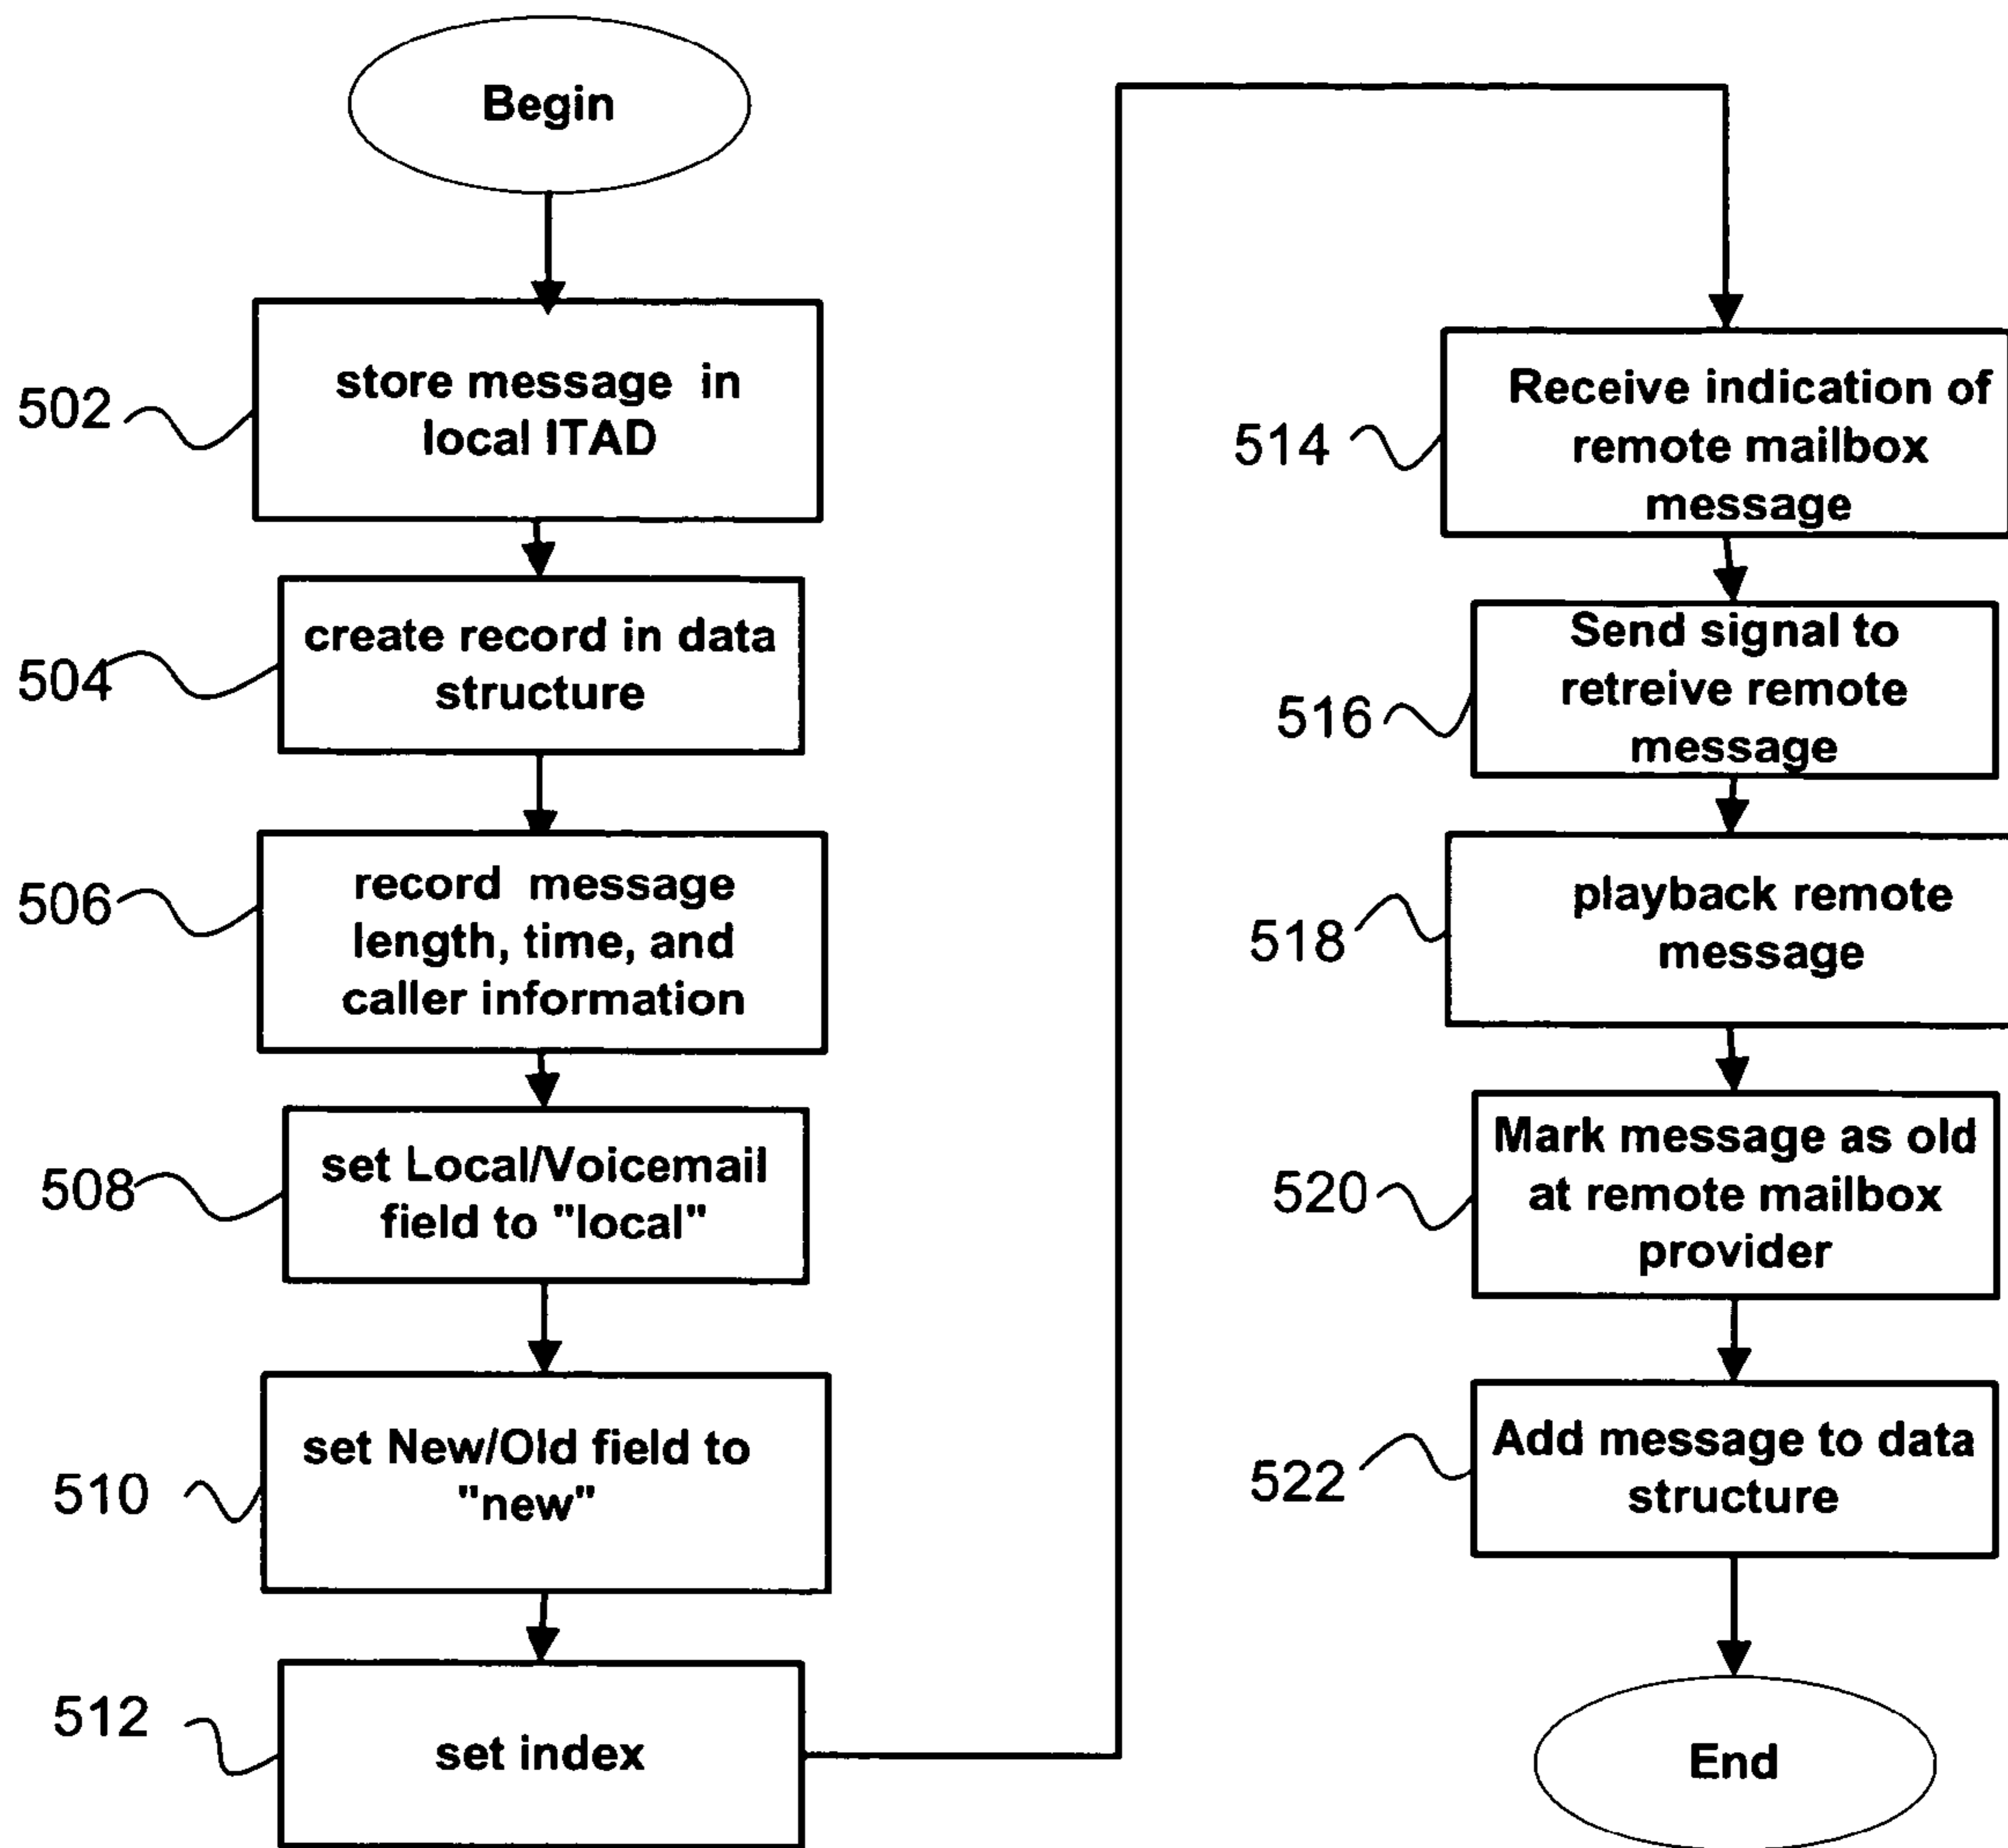 Begin
502
store message in
local ITAD
504
create record in data
structure
506
record message
length, time, and
caller information
508
set Local/Voicemail
field to "local"
510
set New/Old field to
"new"
512
set index
514
Receive indication of
remote mailbox
message
516
Send signal to
retreive remote
message
518
playback remote
message
520
Mark message as old
at remote mailbox
provider
522
Add message to data
structure
End